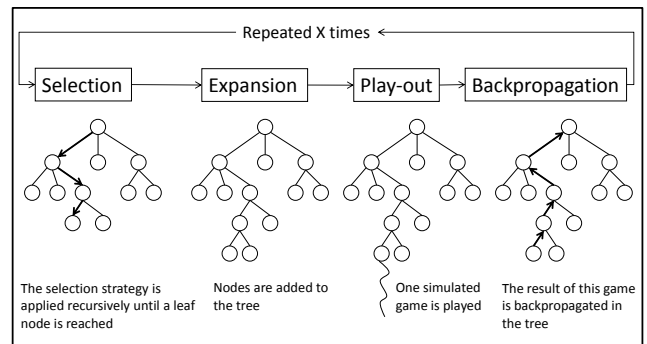 Repeated X times
Selection
Expansion
Play-out
Backpropagation
The selection strategy is
applied recursively until a leaf
node is reached
Nodes are added to
the tree
One simulated
game is played
The result of this game
is backpropagated in
the tree